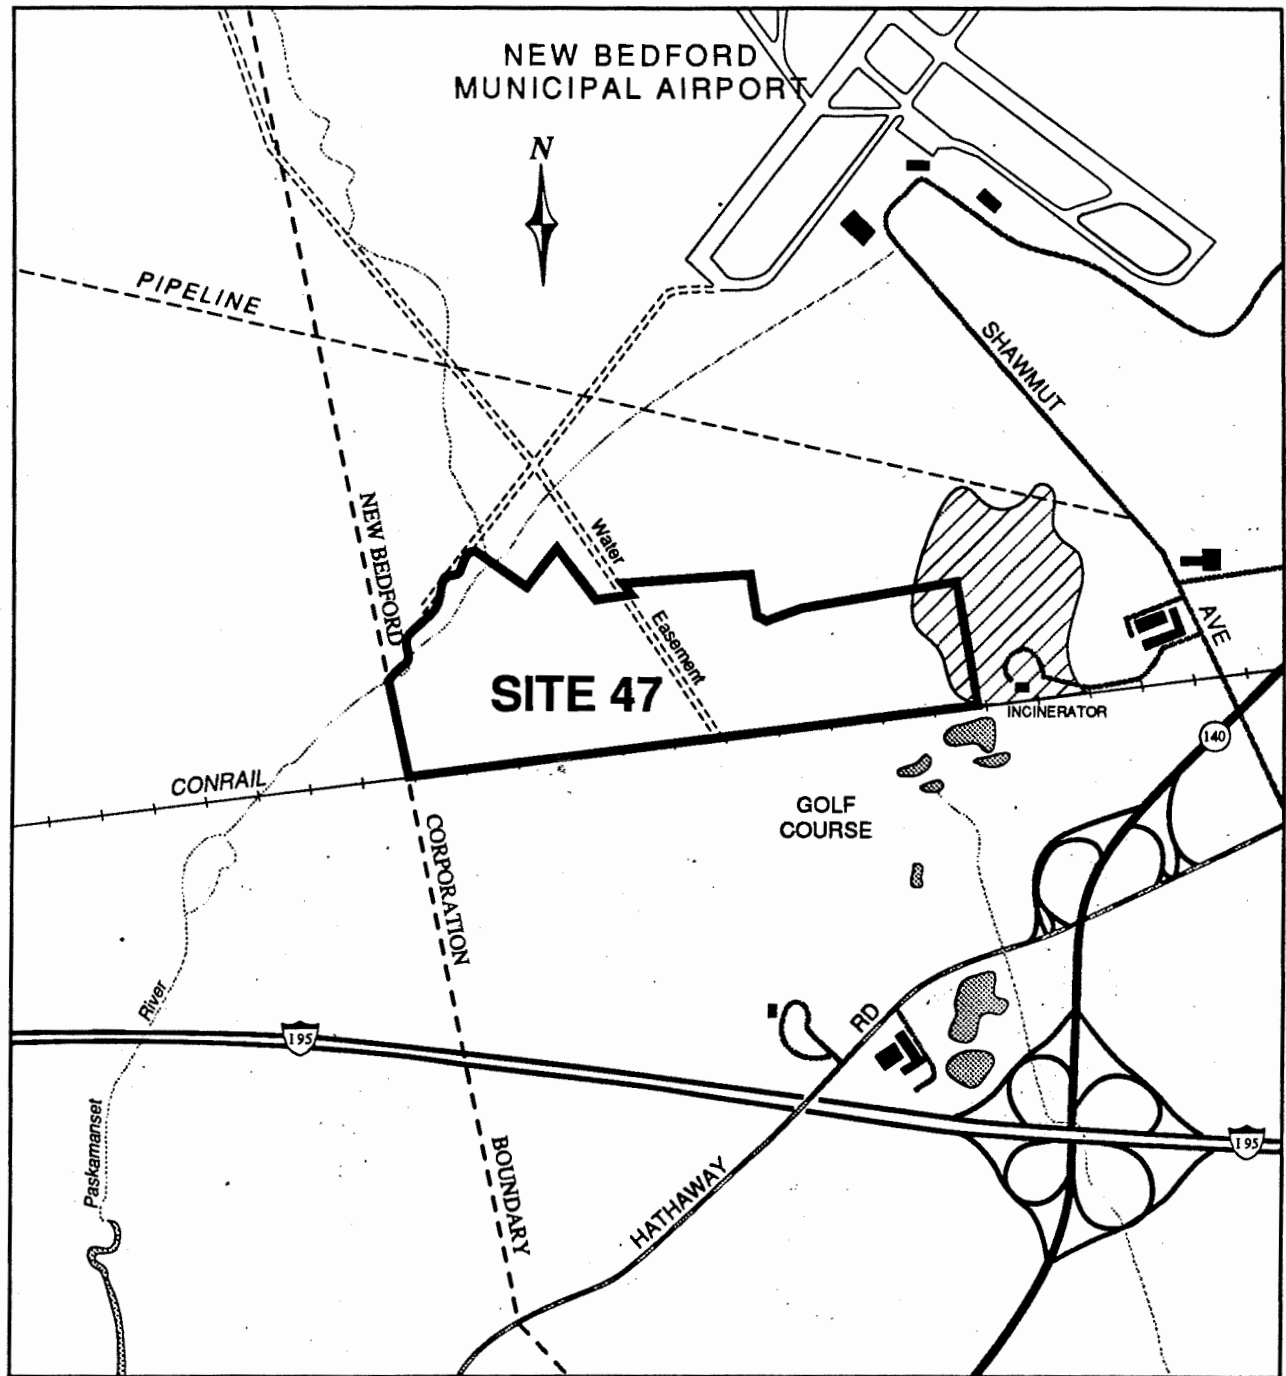 NEW BEDFORD
MUNICIPAL AIRPORT
N
PIPELINE
SHAWMUT
AVE
NEW BEDFORD
Water
Easement
SITE 47
INCINERATOR
140
CONRAIL
GOLF
COURSE
CORPORATION
River
I 95
RD
Paskamanset
BOUNDARY
HATHAWAY
I 95